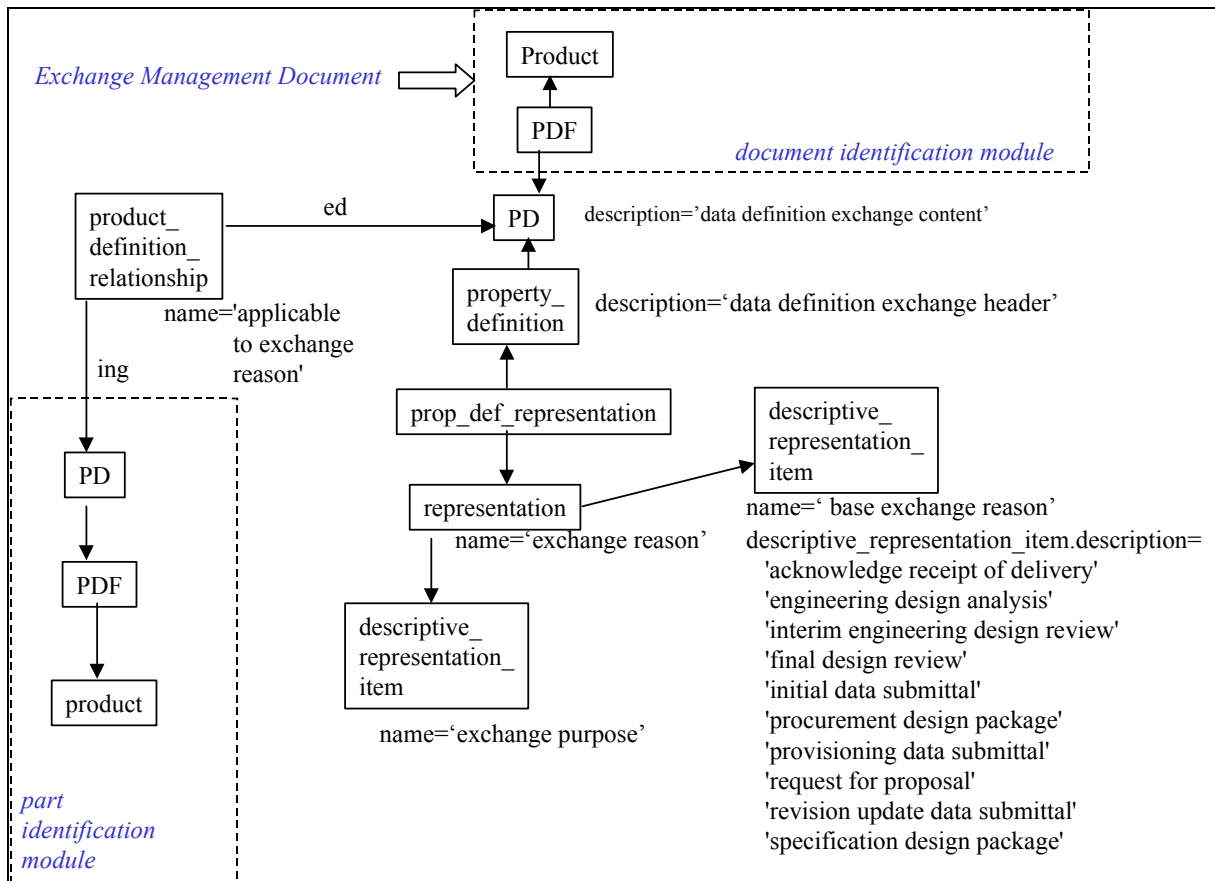 Exchange Management Document
Product
PDF
document identification module
product_
definition_
relationship
ed
PD
description=’data definition exchange content’
name='applicable
to exchange
reason'
property_
definition
description=‘data definition exchange header’
ing
prop_def_representation
descriptive_
representation_
item
PD
representation
name=‘exchange reason’
name=‘ base exchange reason’
descriptive_representation_item.description=
'acknowledge receipt of delivery'
'engineering design analysis'
'interim engineering design review'
'final design review'
'initial data submittal'
'procurement design package'
'provisioning data submittal'
'request for proposal'
'revision update data submittal'
'specification design package'
PDF
descriptive_
representation_
item
product
name=‘exchange purpose’
part
identification
module